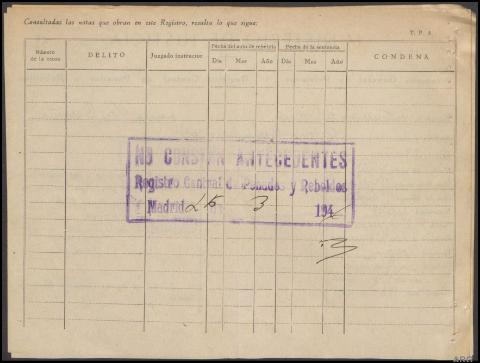 Consultadas las notas que obran en este Registro, resulta lo que sigue:
T. P. A.
Número de la causa
DELITO
Juzgado instructor
Fecha del auto de rebeldía
Día Mes Año
Fecha de la sentencia
Día Mes Año
CONDENA
NO CONSTAN ANTECEDENTES
Registro Central de Penados y Rebeldes
Madrid 3 194